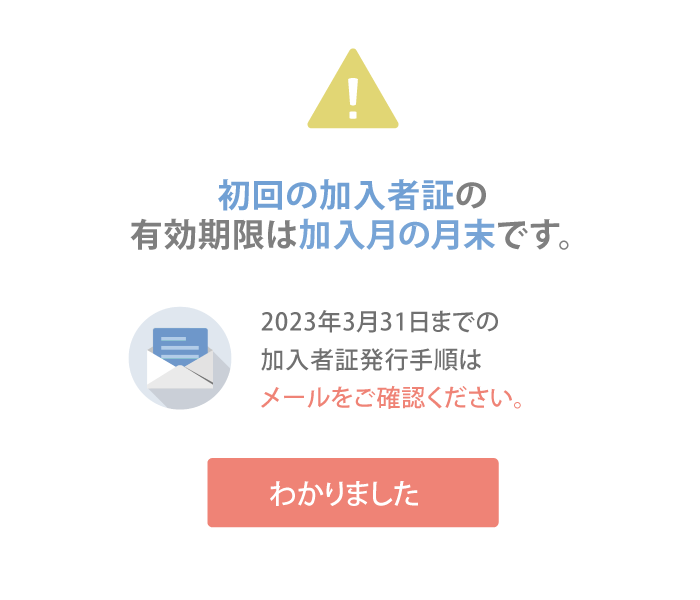 初回の加入者証の
有効期限は加入月の月末です。
2023年3月31日までの
加入者証発行手順は
メールをご確認ください。
わかりました